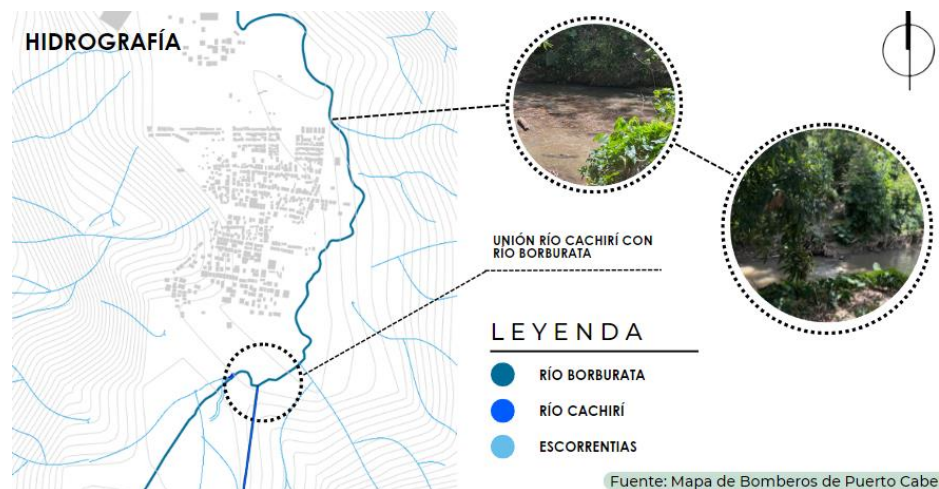 HIDROGRAFÍA
UNIÓN RÍO CACHIRÍ CON
RÍO BORBURATA
LEYENDA
RÍO BORBURATA
RÍO CACHIRÍ
ESCORRENTIAS
Fuente: Mapa de Bomberos de Puerto Cabe